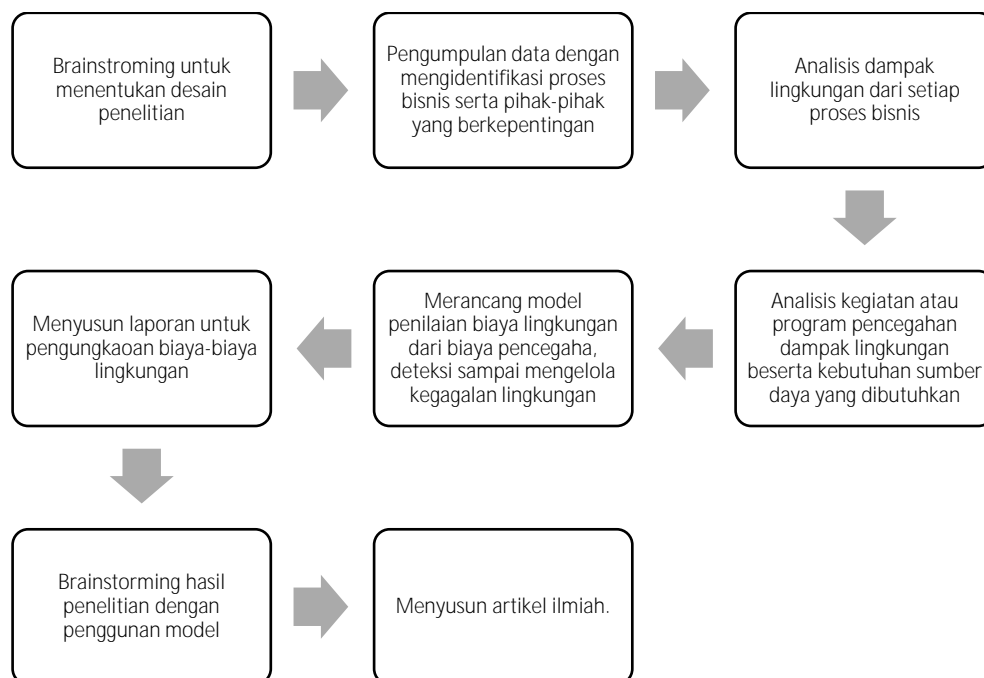 Brainstroming untuk
menentukan desain
penelitian
Pengumpulan data dengan
mengidentifikasi proses
bisnis serta pihak-pihak
yang berkepentingan
Analisis dampak
lingkungan dari setiap
proses bisnis
Analisis kegiatan atau
program pencegahan
dampak lingkungan
beserta kebutuhan sumber
daya yang dibutuhkan
Merancang model
penilaian biaya lingkungan
dari biaya pencegaha,
deteksi sampai mengelola
kegagalan lingkungan
Menyusun laporan untuk
pengungkaoan biaya-biaya
lingkungan
Brainstorming hasil
penelitian dengan
penggunan model
Menyusun artikel ilmiah.